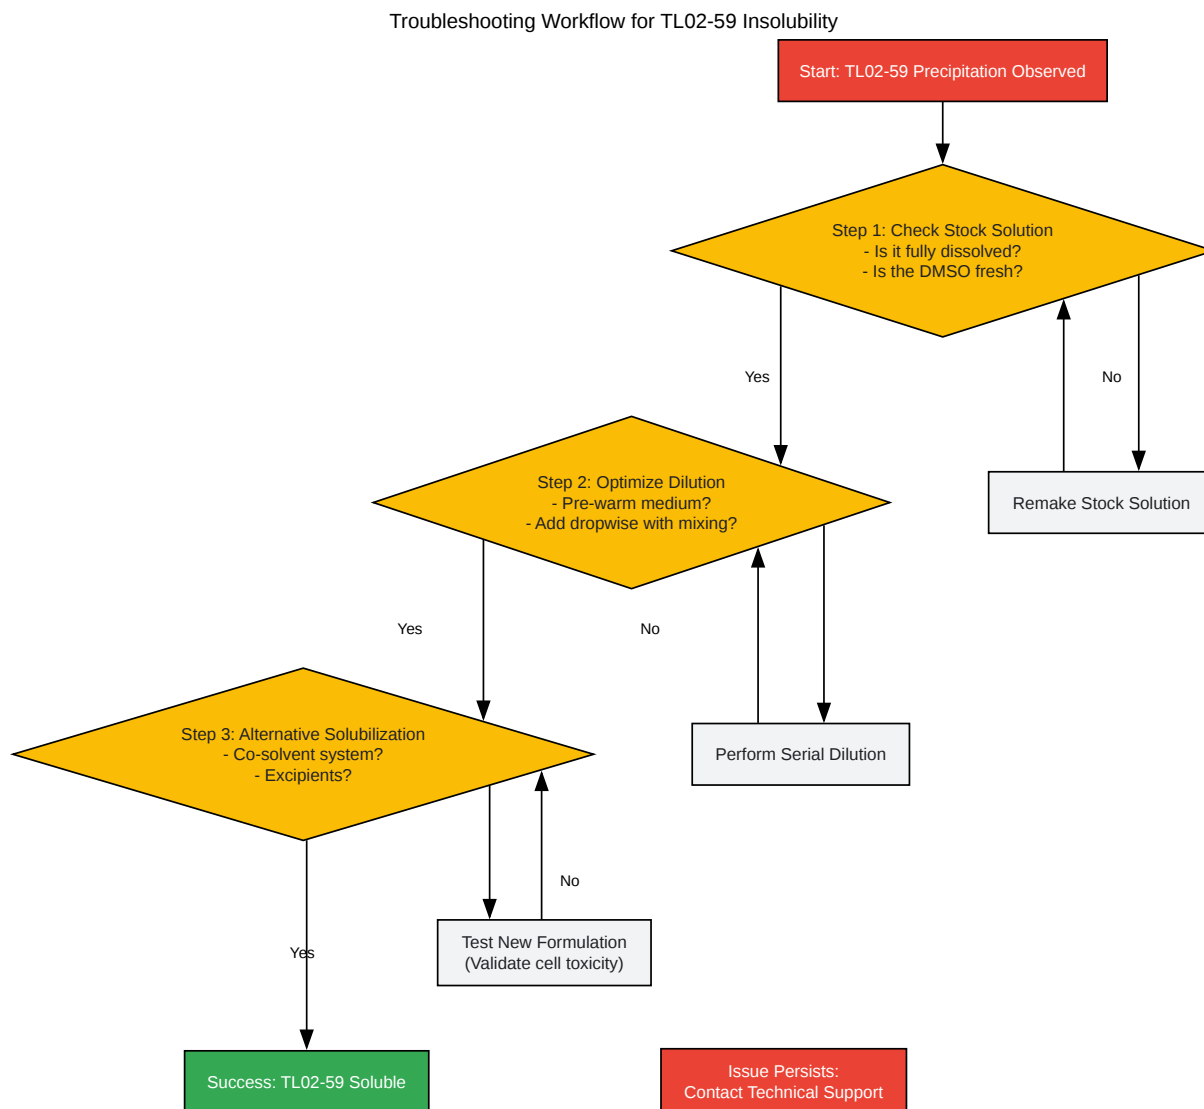 Troubleshooting Workflow for TL02-59 Insolubility
Start: TL02-59 Precipitation Observed
Step 1: Check Stock Solution
- Is it fully dissolved?
- Is the DMSO fresh?
Yes
No
Step 2: Optimize Dilution
- Pre-warm medium?
- Add dropwise with mixing?
Remake Stock Solution
Yes
No
Step 3: Alternative Solubilization
- Co-solvent system?
- Excipients?
Perform Serial Dilution
No
Yes
Test New Formulation
(Validate cell toxicity)
Success: TL02-59 Soluble
Issue Persists:
Contact Technical Support